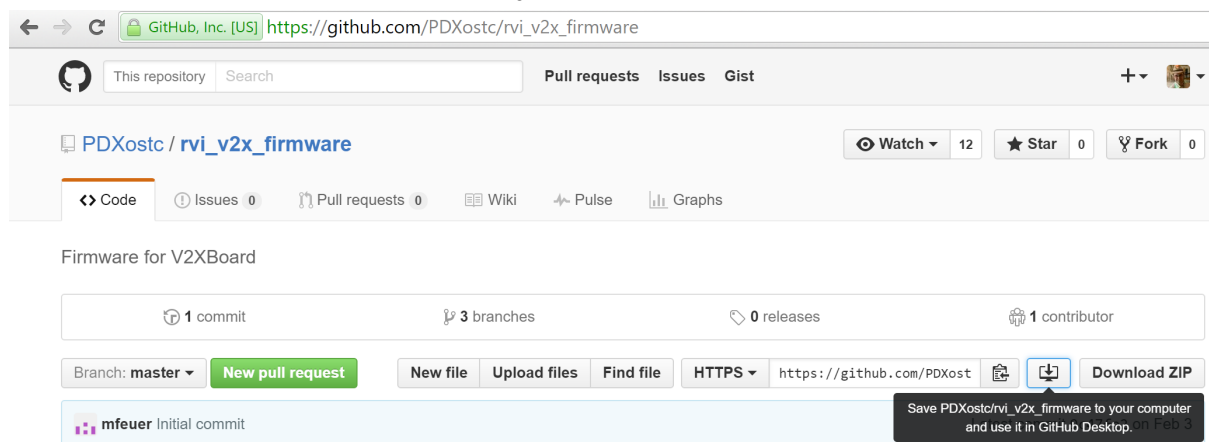 GitHub, Inc. [US] https://github.com/PDXostc/rvi_v2x_firmware
This repository Search Pull requests Issues Gist
PDXostc / rvi_v2x_firmware Watch 12 Star 0 Fork 0
Code Issues 0 Pull requests 0 Wiki Pulse Graphs
Firmware for V2XBoard
1 commit 3 branches 0 releases 1 contributor
Branch: master New pull request New file Upload files Find file HTTPS https://github.com/PDXost Download ZIP
Save PDXostc/rvi_v2x_firmware to your computer
mfeuer Initial commit and use it in GitHub Desktop. on Feb 3